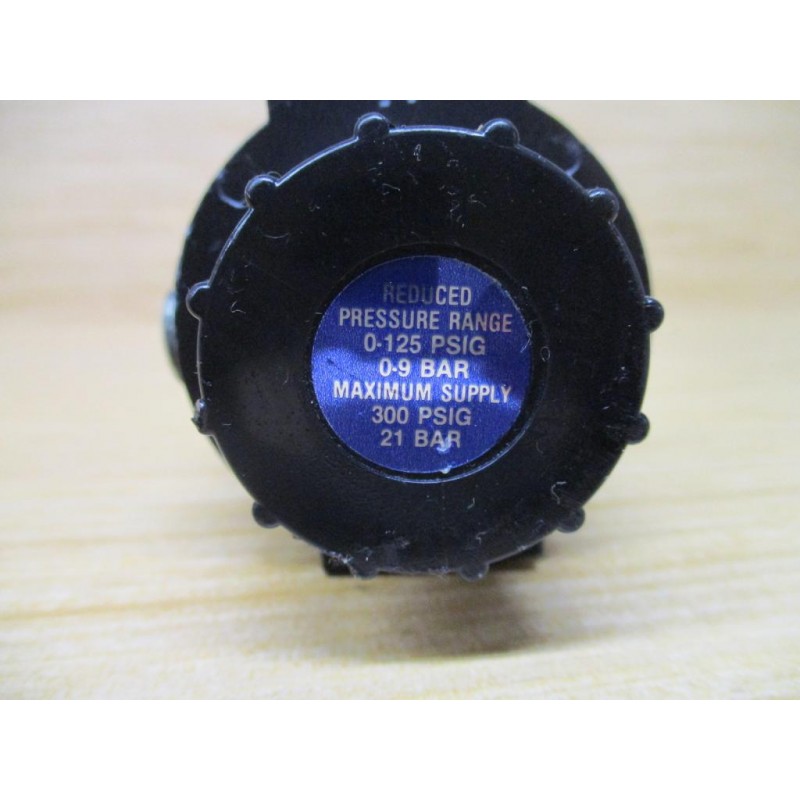 REDUCED
PRESSURE RANGE
0-125 PSIG
0-9 BAR
MAXIMUM SUPPLY
300 PSIG
21 BAR